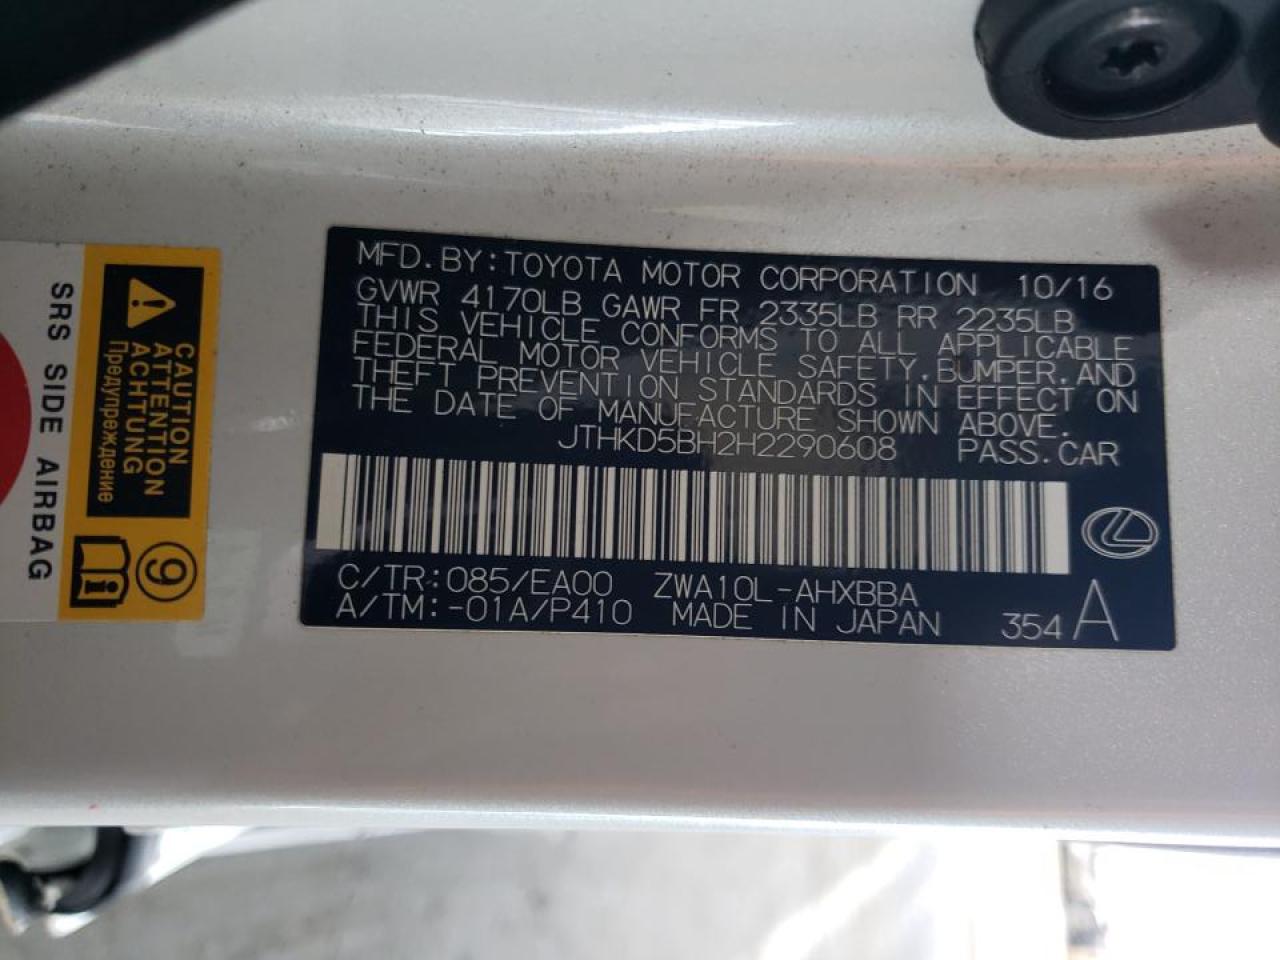 MFD.BY:TOYOTA MOTOR CORPORATION 10/16
GVWR 4170LB GAWR FR 2335LB RR 2235LB
THIS VEHICLE CONFORMS TO ALL APPLICABLE
FEDERAL MOTOR VEHICLE SAFETY,BUMPER,AND
THEFT PREVENTION STANDARDS IN EFFECT ON
THE DATE OF MANUFACTURE SHOWN ABOVE.
JTHKD5BH2H2290608 PASS.CAR
C/TR:085/EA00 ZWA10L-AHXBBA
A/TM:-01A/P410 MADE IN JAPAN 354 A
CAUTION
ATTENTION
ACHTUNG
Предупреждение
9
SRS SIDE AIRBAG